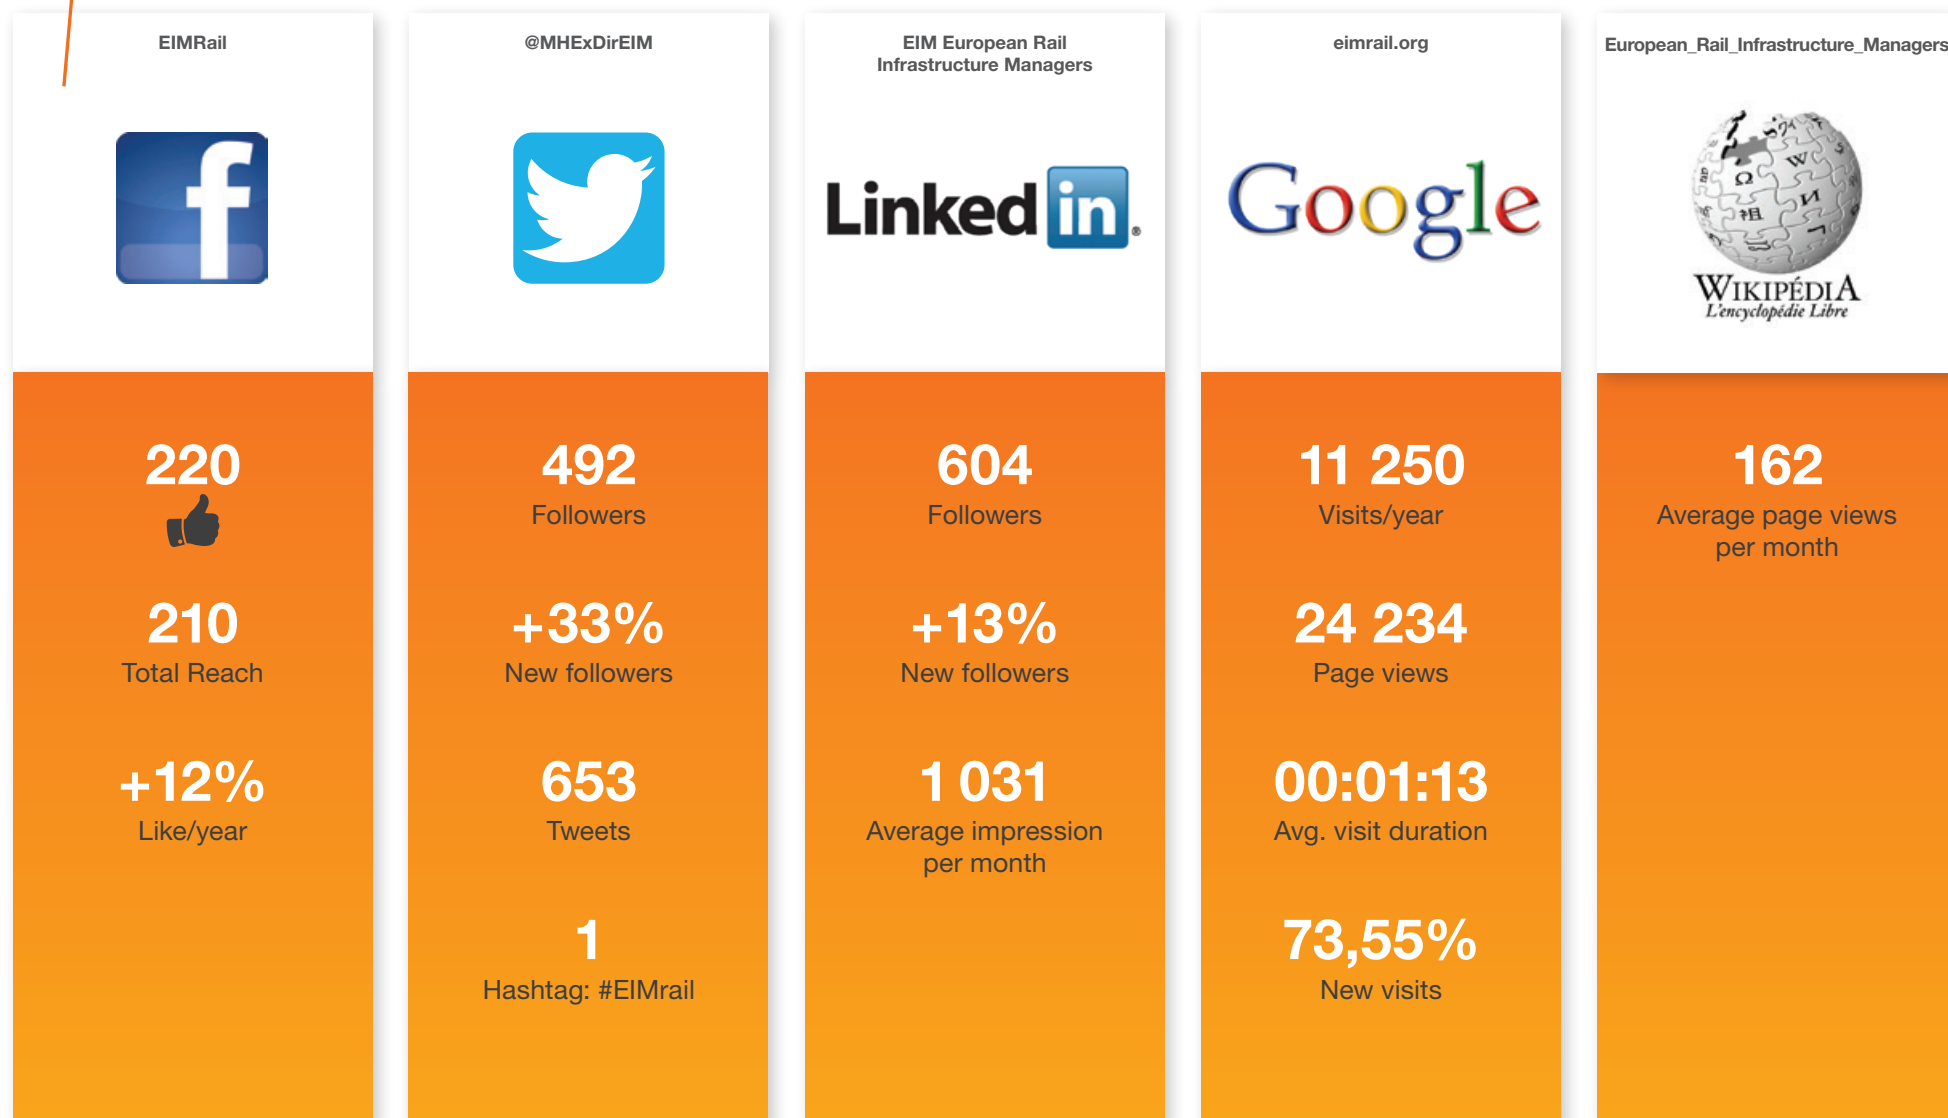 EIMRail
f
220
210
Total Reach
+12%
Like/year
@MHExDirEIM
492
Followers
+33%
New followers
653
Tweets
1
Hashtag: #EIMrail
EIM European Rail
Infrastructure Managers
Linked in®
604
Followers
+13%
New followers
1 031
Average impression
per month
eimrail.org
Google
11 250
Visits/year
24 234
Page views
00:01:13
Avg. visit duration
73,55%
New visits
European_Rail_Infrastructure_Managers
Ω W И 祖
WIKIPÉDIA
L'encyclopédie Libre
162
Average page views
per month